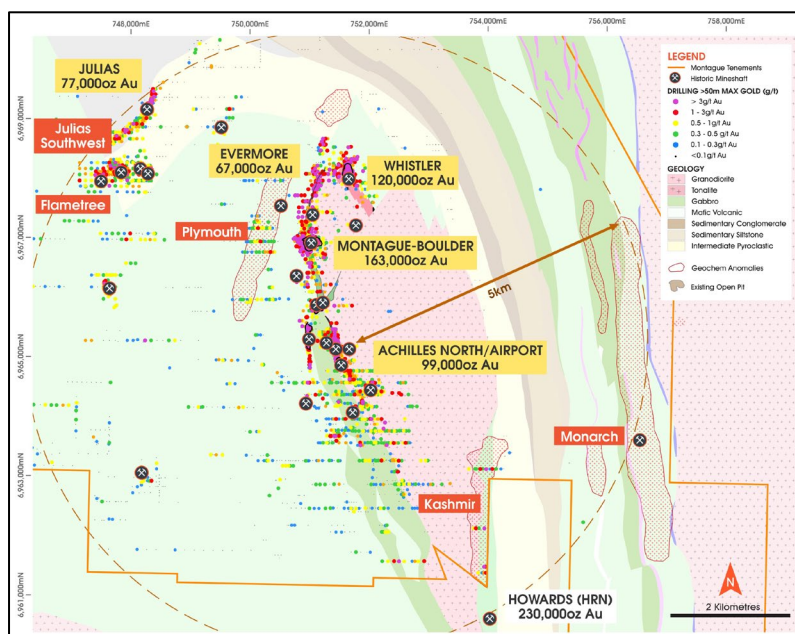 748,000mE
750,000mE
752,000mE
754,000mE
756,000mE
758,000mE
JULIAS
77,000oz Au
Julias
Southwest
Flametree
EVERMORE
67,000oz Au
Plymouth
WHISTLER
120,000oz Au
MONTAGUE-BOULDER
163,000oz Au
5km
ACHILLES NORTH/AIRPORT
99,000oz Au
Monarch
Kashmir
HOWARDS (HRN)
230,000oz Au
6,969,000mN
6,967,000mN
6,965,000mN
6,963,000mN
6,961,000mN
LEGEND
Montague Tenements
Historic Mineshaft
DRILLING >50m MAX GOLD (g/t)
> 3g/t Au
1 - 3g/t Au
0.5 - 1g/t Au
0.3 - 0.5 g/t Au
0.1 - 0.3g/t Au
<0.1g/t Au
GEOLOGY
Granodiorite
Tonalite
Gabbro
Mafic Volcanic
Sedimentary Conglomerate
Sedimentary Siltstone
Intermediate Pyroclastic
Geochem Anomalies
Existing Open Pit
N
2 Kilometres